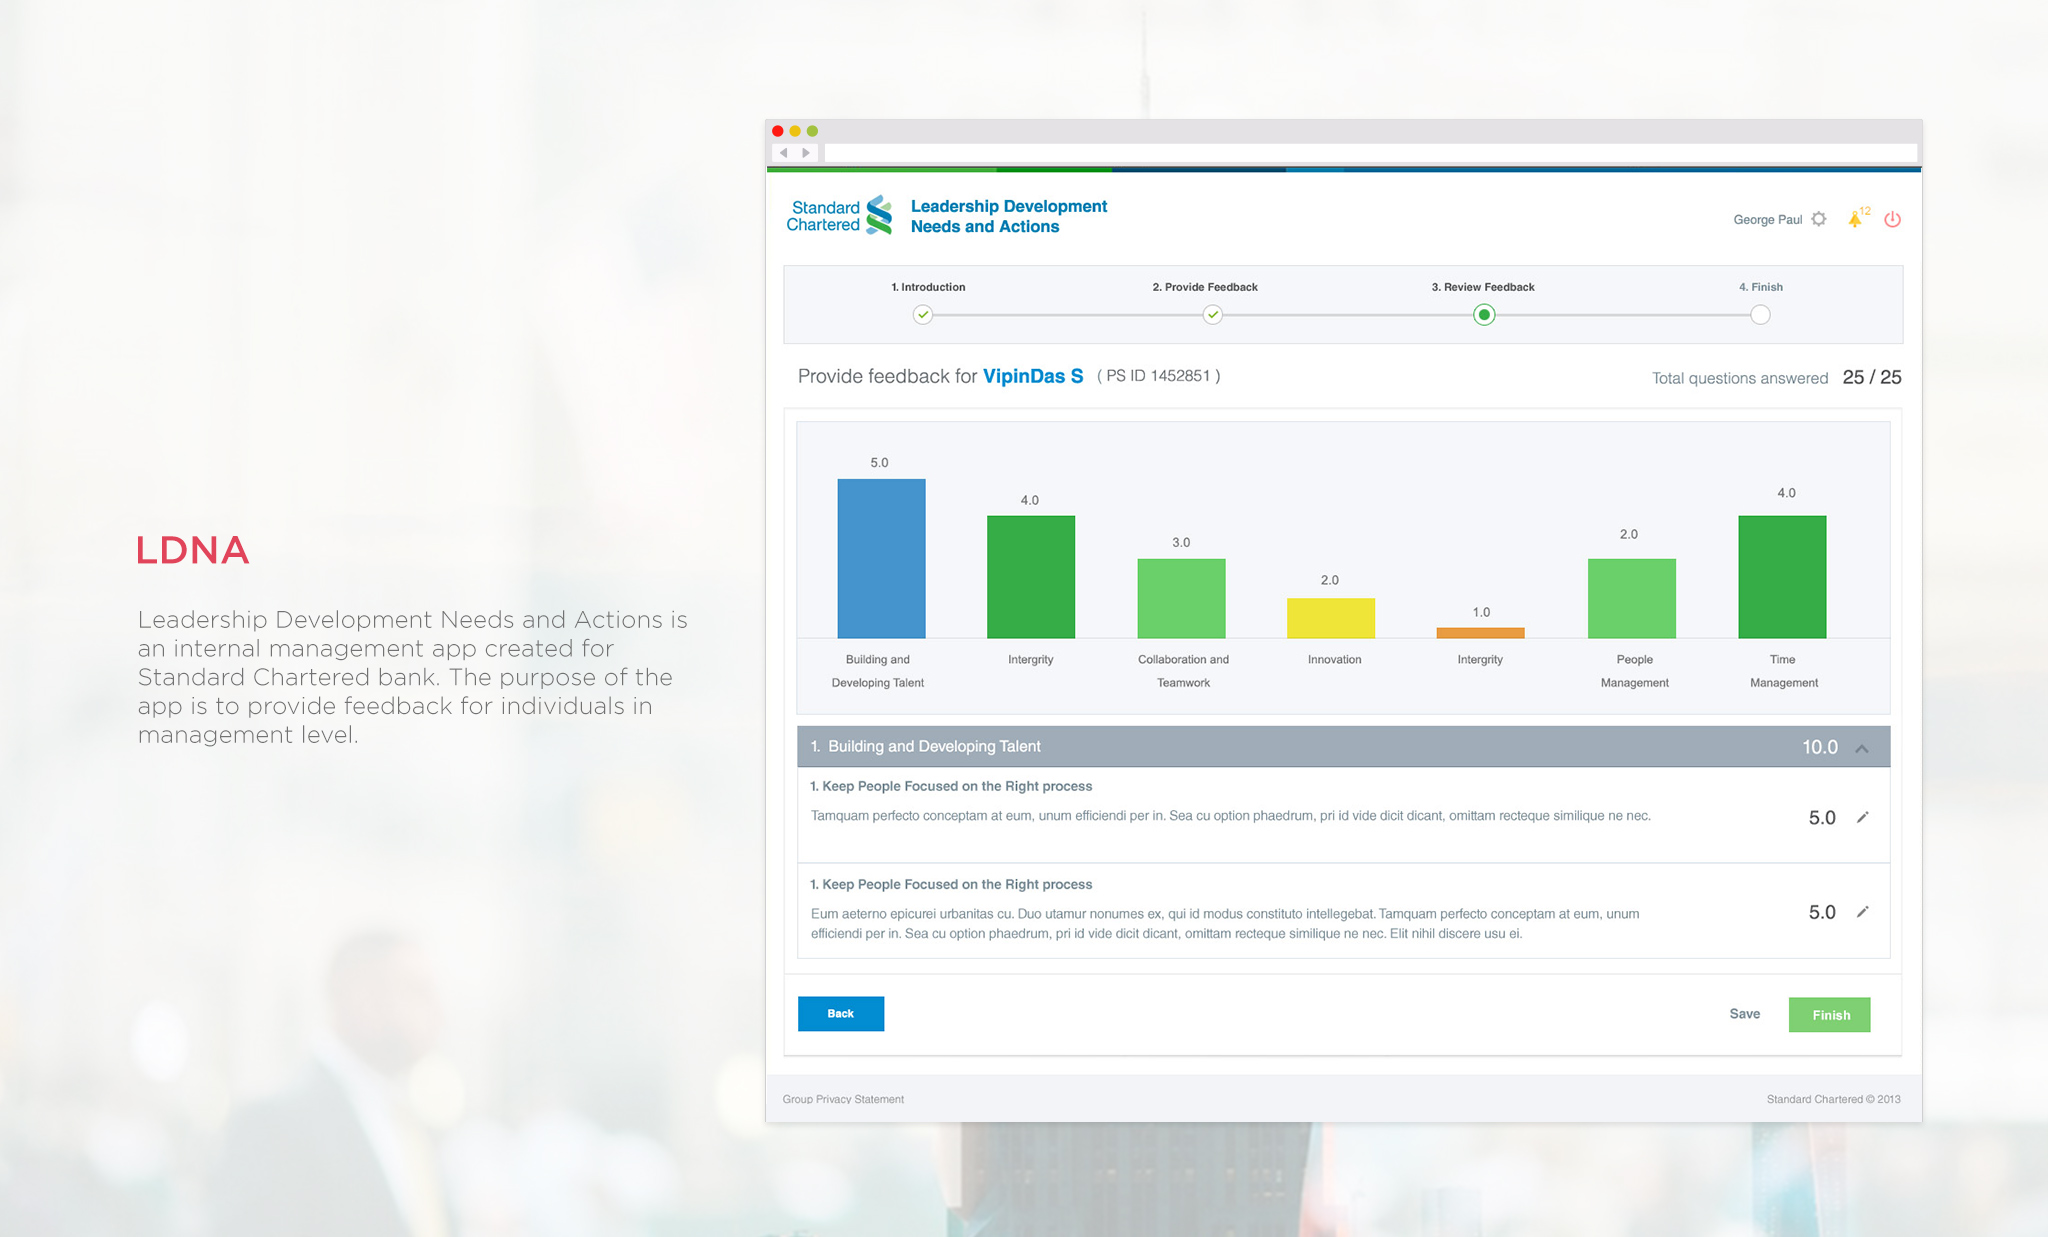 LDNA
Leadership Development Needs and Actions is
an internal management app created for
Standard Chartered bank. The purpose of the
app is to provide feedback for individuals in
management level.
Standard
Chartered
Leadership Development
Needs and Actions
George Paul
12
1. Introduction
2. Provide Feedback
3. Review Feedback
4. Finish
Provide feedback for VipinDas S ( PS ID 1452851 )
Total questions answered 25 / 25
5.0
4.0
3.0
2.0
1.0
2.0
4.0
Building and
Developing Talent
Intergrity
Collaboration and
Teamwork
Innovation
Intergrity
People
Management
Time
Management
1. Building and Developing Talent 10.0
1. Keep People Focused on the Right process
Tamquam perfecto conceptam at eum, unum efficiendi per in. Sea cu option phaedrum, pri id vide dicit dicant, omittam recteque similique ne nec.
5.0
1. Keep People Focused on the Right process
Eum aeterno epicurei urbanitas cu. Duo utamur nonumes ex, qui id modus constituto intellegebat. Tamquam perfecto conceptam at eum, unum
efficiendi per in. Sea cu option phaedrum, pri id vide dicit dicant, omittam recteque similique ne nec. Elit nihil discere usu ei.
5.0
Back
Save
Finish
Group Privacy Statement
Standard Chartered © 2013